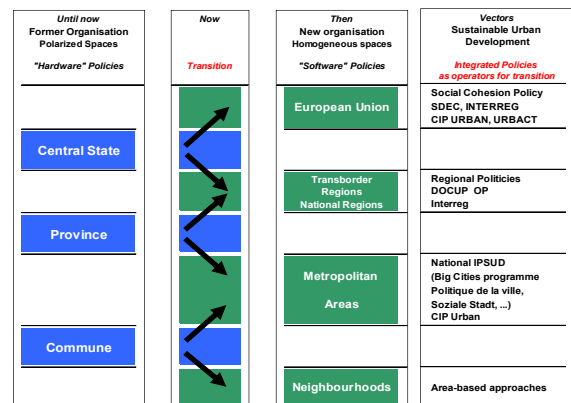 Until now
Former Organisation
Polarized Spaces
"Hardware" Policies
Now
Transition
Then
New organisation
Homogeneous spaces
"Software" Policies
Vectors
Sustainable Urban
Development
Integrated Policies
as operators for transition
European Union
Social Cohesion Policy
SDEC, INTERREG
CIP URBAN, URBACT
Central State
Transborder
Regions
National Regions
Regional Politicies
DOCUP OP
Interreg
Province
Metropolitan
Areas
National IPSUD
(Big Cities programme
Politique de la ville,
Soziale Stadt, ...)
CIP Urban
Commune
Neighbourhoods
Area-based approaches